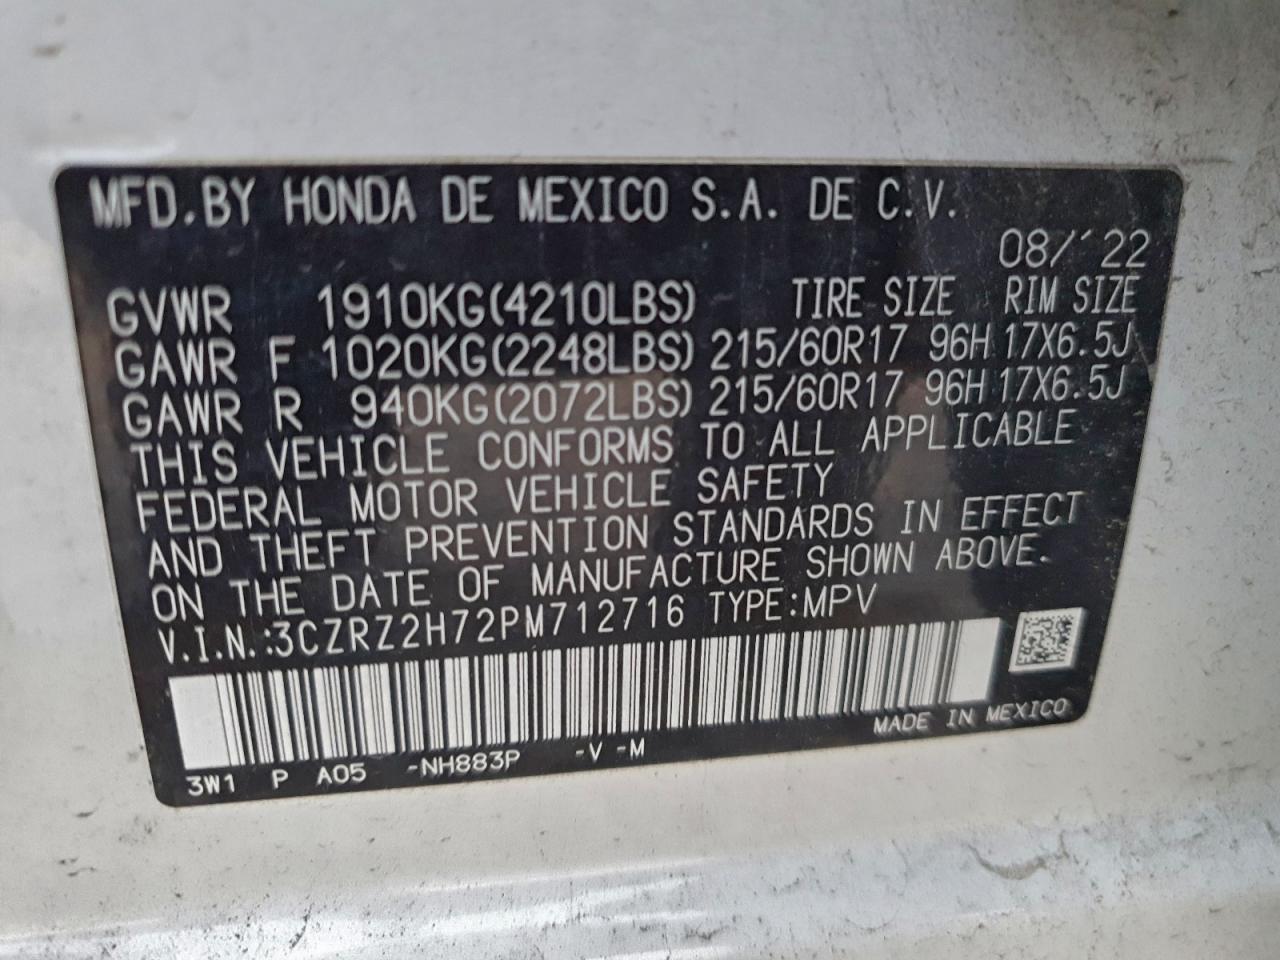 MFD.BY HONDA DE MEXICO S.A. DE C.V.
08/'22
GVWR 1910KG(4210LBS) TIRE SIZE RIM SIZE
GAWR F 1020KG(2248LBS) 215/60R17 96H 17X6.5J
GAWR R 940KG(2072LBS) 215/60R17 96H 17X6.5J
THIS VEHICLE CONFORMS TO ALL APPLICABLE
FEDERAL MOTOR VEHICLE SAFETY
AND THEFT PREVENTION STANDARDS IN EFFECT
ON THE DATE OF MANUFACTURE SHOWN ABOVE.
V.I.N.:3CZRZ2H72PM712716 TYPE:MPV
MADE IN MEXICO
3W1 P A05 -NH883P -V -M